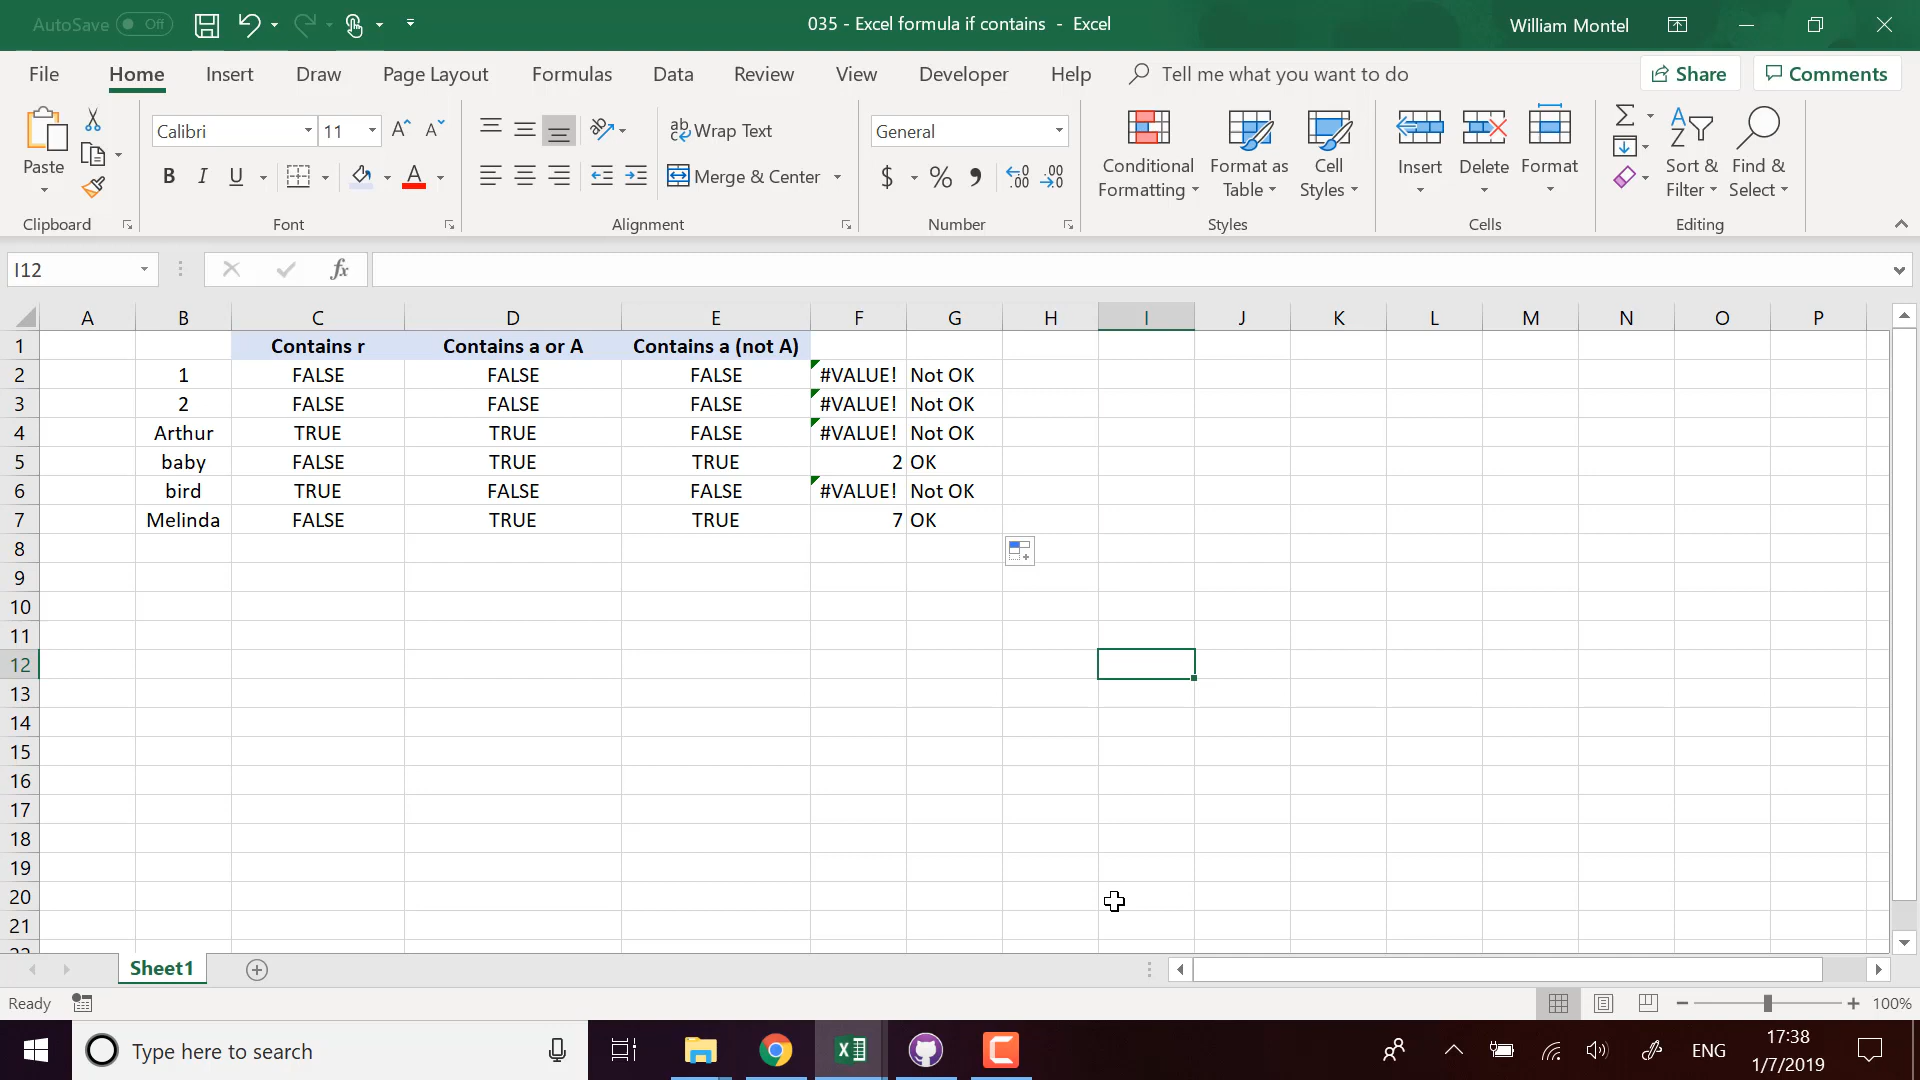 AutoSave Off 035 - Excel formula if contains - Excel William Montel
File Home Insert Draw Page Layout Formulas Data Review View Developer Help Tell me what you want to do Share Comments
Calibri 11 ab Wrap Text General
Paste B I U A Merge & Center $ % , .00 .00
Conditional Formatting Format as Table Cell Styles Insert Delete Format Sort & Filter Find & Select
Clipboard Font Alignment Number Styles Cells Editing
I12 fx
A B C D E F G H I J K L M N O P
1 Contains r Contains a or A Contains a (not A)
2 1 FALSE FALSE FALSE #VALUE! Not OK
3 2 FALSE FALSE FALSE #VALUE! Not OK
4 Arthur TRUE TRUE FALSE #VALUE! Not OK
5 baby FALSE TRUE TRUE 2 OK
6 bird TRUE FALSE FALSE #VALUE! Not OK
7 Melinda FALSE TRUE TRUE 7 OK
8
9
10
11
12
13
14
15
16
17
18
19
20
21
Sheet1
Ready 100%
Type here to search ENG 17:38
1/7/2019